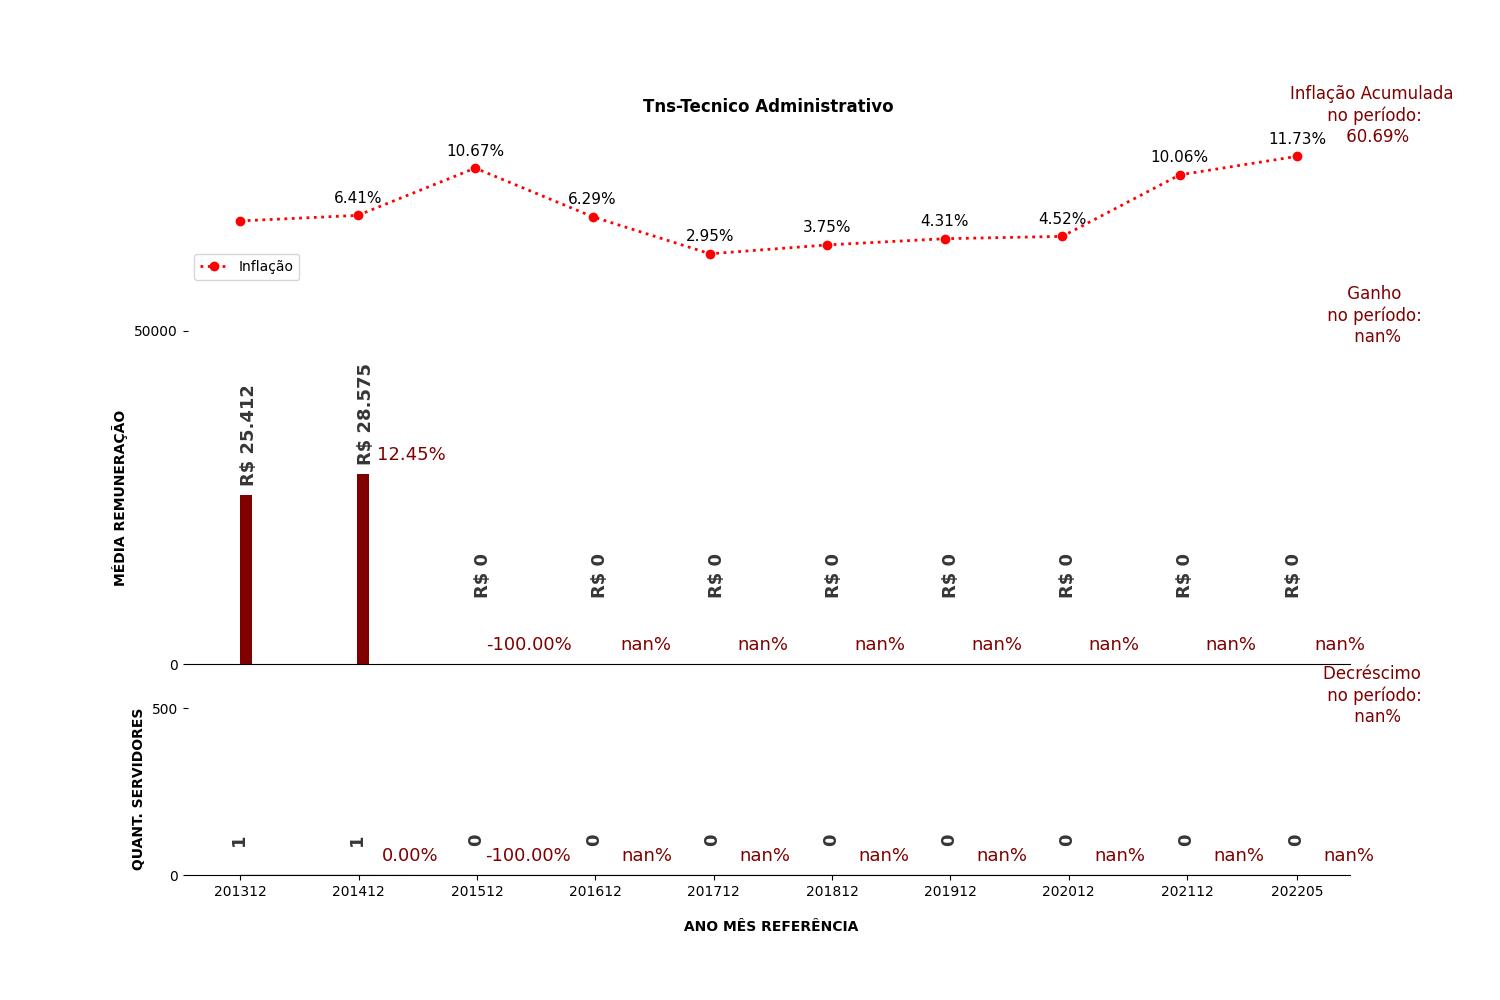 Tns-Tecnico Administrativo
Inflação Acumulada
no período:
60.69%
6.41%
10.67%
6.29%
2.95%
3.75%
4.31%
4.52%
10.06%
11.73%
Inflação
Ganho
no período:
nan%
MÉDIA REMUNERAÇÃO
50000
0
R$ 25.412
R$ 28.575
R$ 0
R$ 0
R$ 0
R$ 0
R$ 0
R$ 0
R$ 0
R$ 0
12.45%
-100.00%
nan%
nan%
nan%
nan%
nan%
nan%
nan%
Decréscimo
no período:
nan%
QUANT. SERVIDORES
500
0
1
1
0
0
0
0
0
0
0
0
0.00%
-100.00%
nan%
nan%
nan%
nan%
nan%
nan%
nan%
201312
201412
201512
201612
201712
201812
201912
202012
202112
202205
ANO MÊS REFERÊNCIA